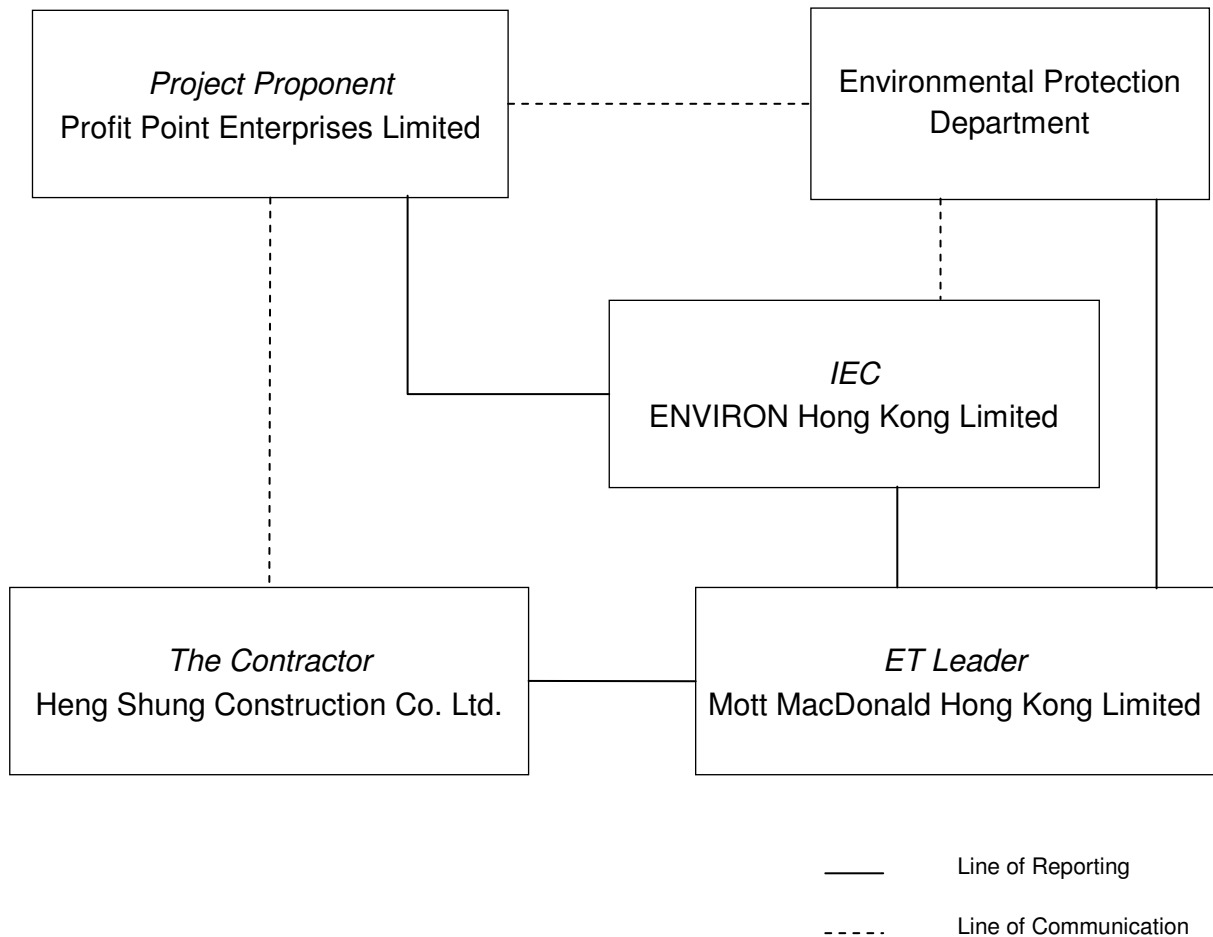 Project Proponent
Profit Point Enterprises Limited
Environmental Protection
Department
IEC
ENVIRON Hong Kong Limited
The Contractor
Heng Shung Construction Co. Ltd.
ET Leader
Mott MacDonald Hong Kong Limited
Line of Reporting
Line of Communication